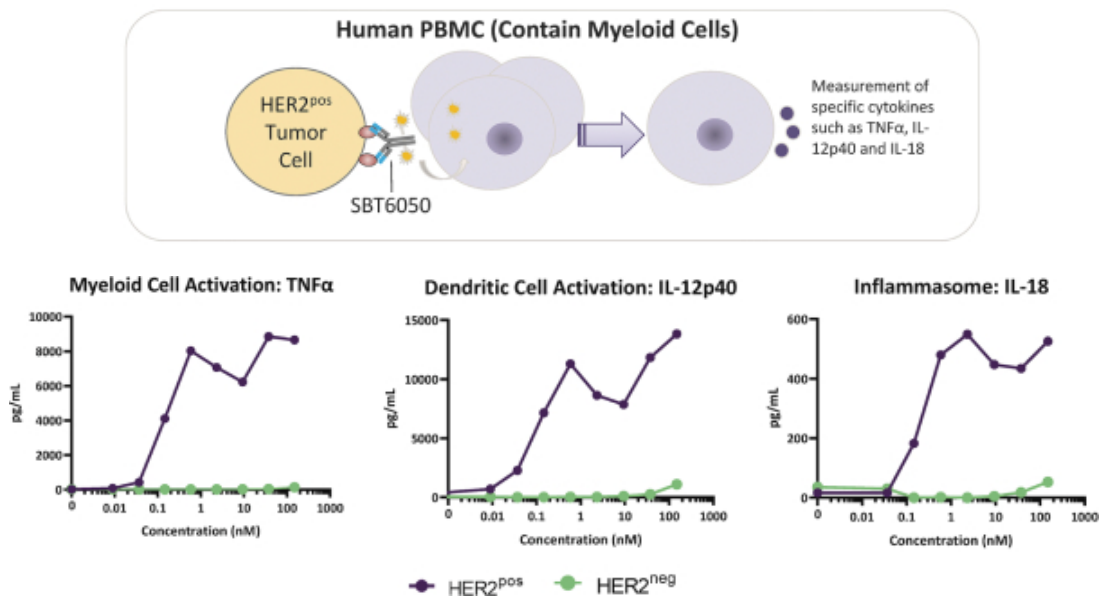 Human PBMC (Contain Myeloid Cells)
HER2pos
Tumor
Cell
SBT6050
Measurement of
specific cytokines
such as TNFα, IL-
12p40 and IL-18
Myeloid Cell Activation: TNFα
10000
8000
6000
4000
2000
0
pg/mL
0 0.01 0.1 1 10 100 1000
Concentration (nM)
Dendritic Cell Activation: IL-12p40
15000
10000
5000
0
pg/mL
0 0.01 0.1 1 10 100 1000
Concentration (nM)
Inflammasome: IL-18
600
400
200
0
pg/mL
0 0.01 0.1 1 10 100 1000
Concentration (nM)
HER2pos HER2neg